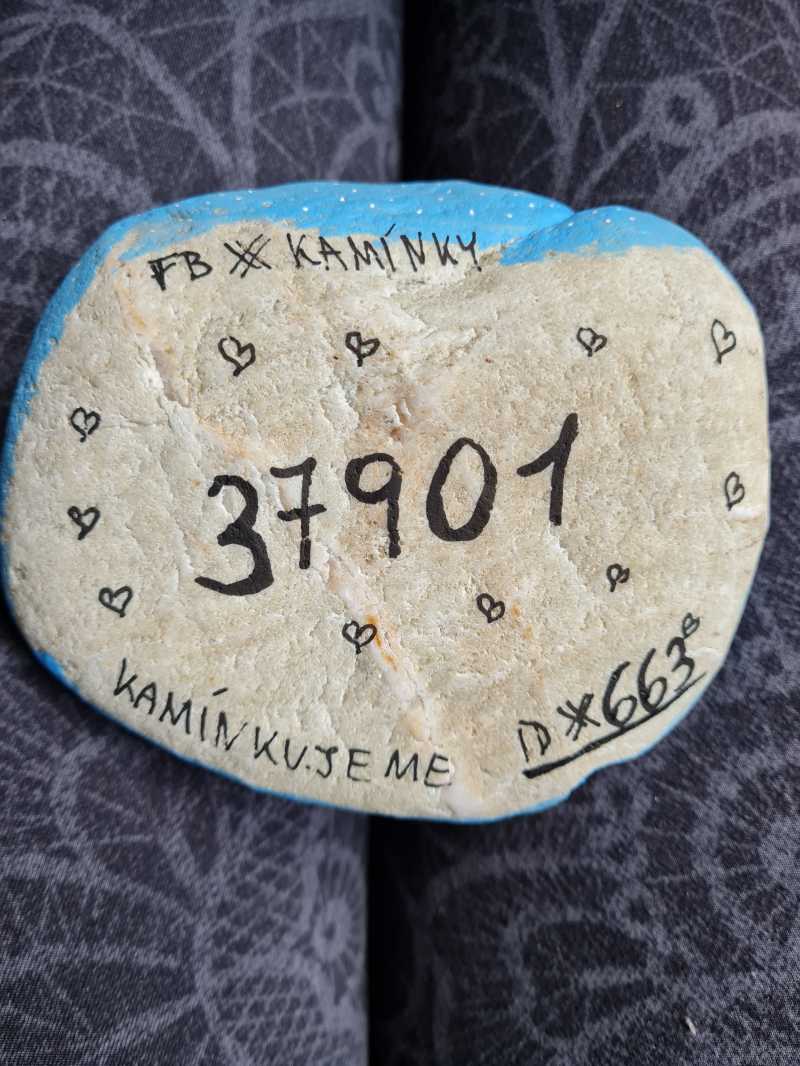 FB # KAMÍNKY
37901
KAMÍNKUJEME
ID #663